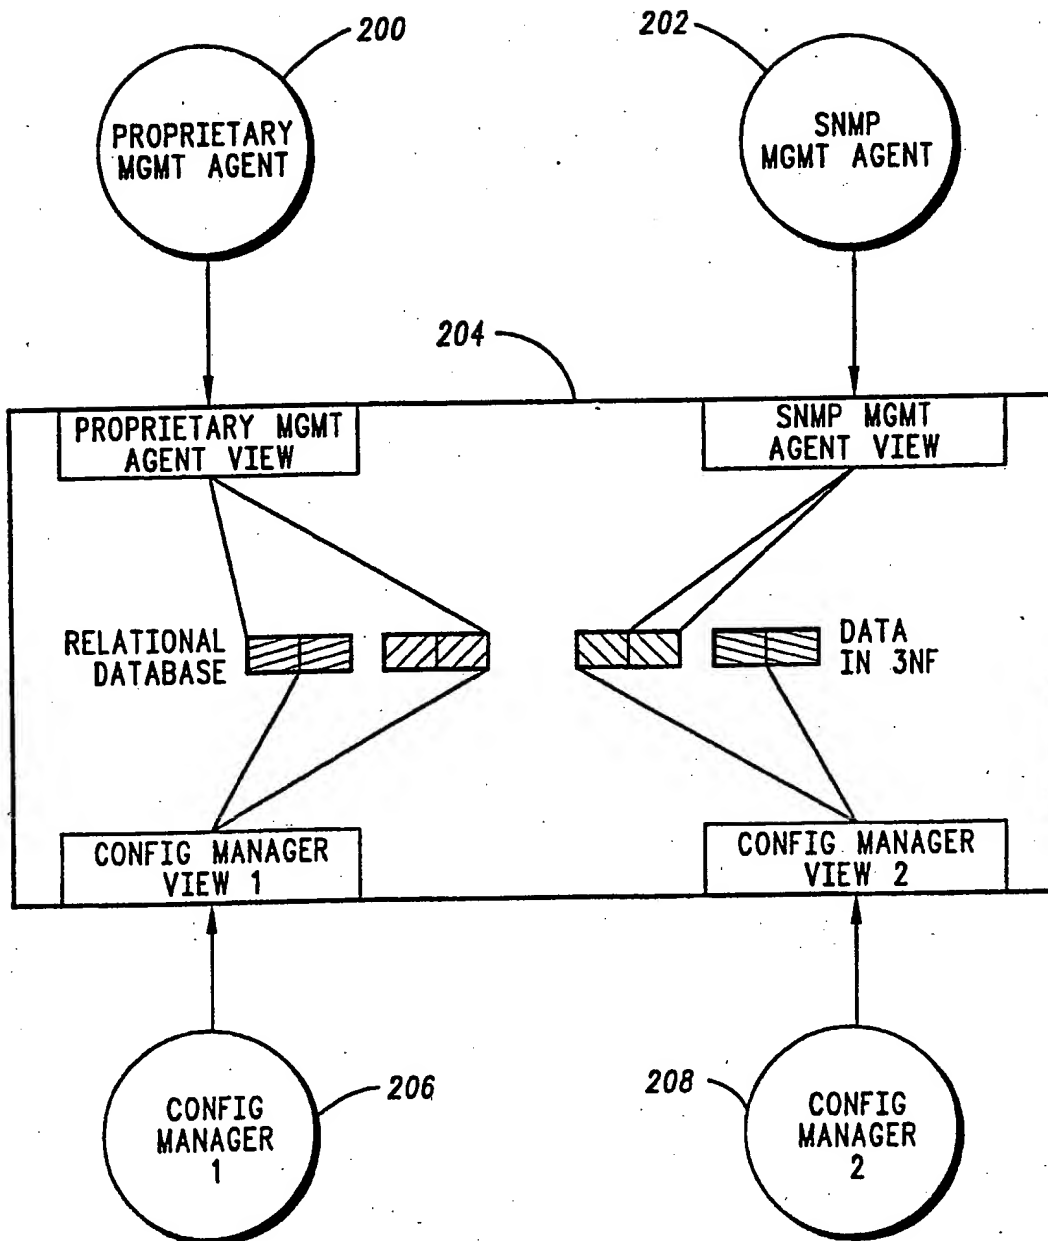 200
202
PROPRIETARY
MGMT AGENT
SNMP
MGMT AGENT
204
PROPRIETARY MGMT
AGENT VIEW
SNMP MGMT
AGENT VIEW
RELATIONAL
DATABASE
DATA
IN 3NF
CONFIG MANAGER
VIEW 1
CONFIG MANAGER
VIEW 2
206
208
CONFIG
MANAGER
1
CONFIG
MANAGER
2